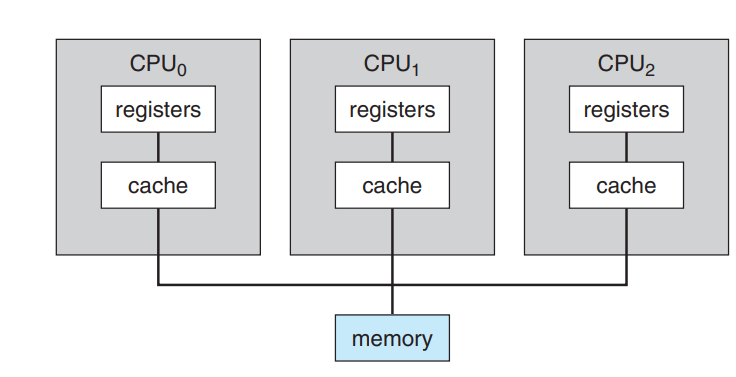 CPU₀
CPU₁
CPU₂
registers
registers
registers
cache
cache
cache
memory